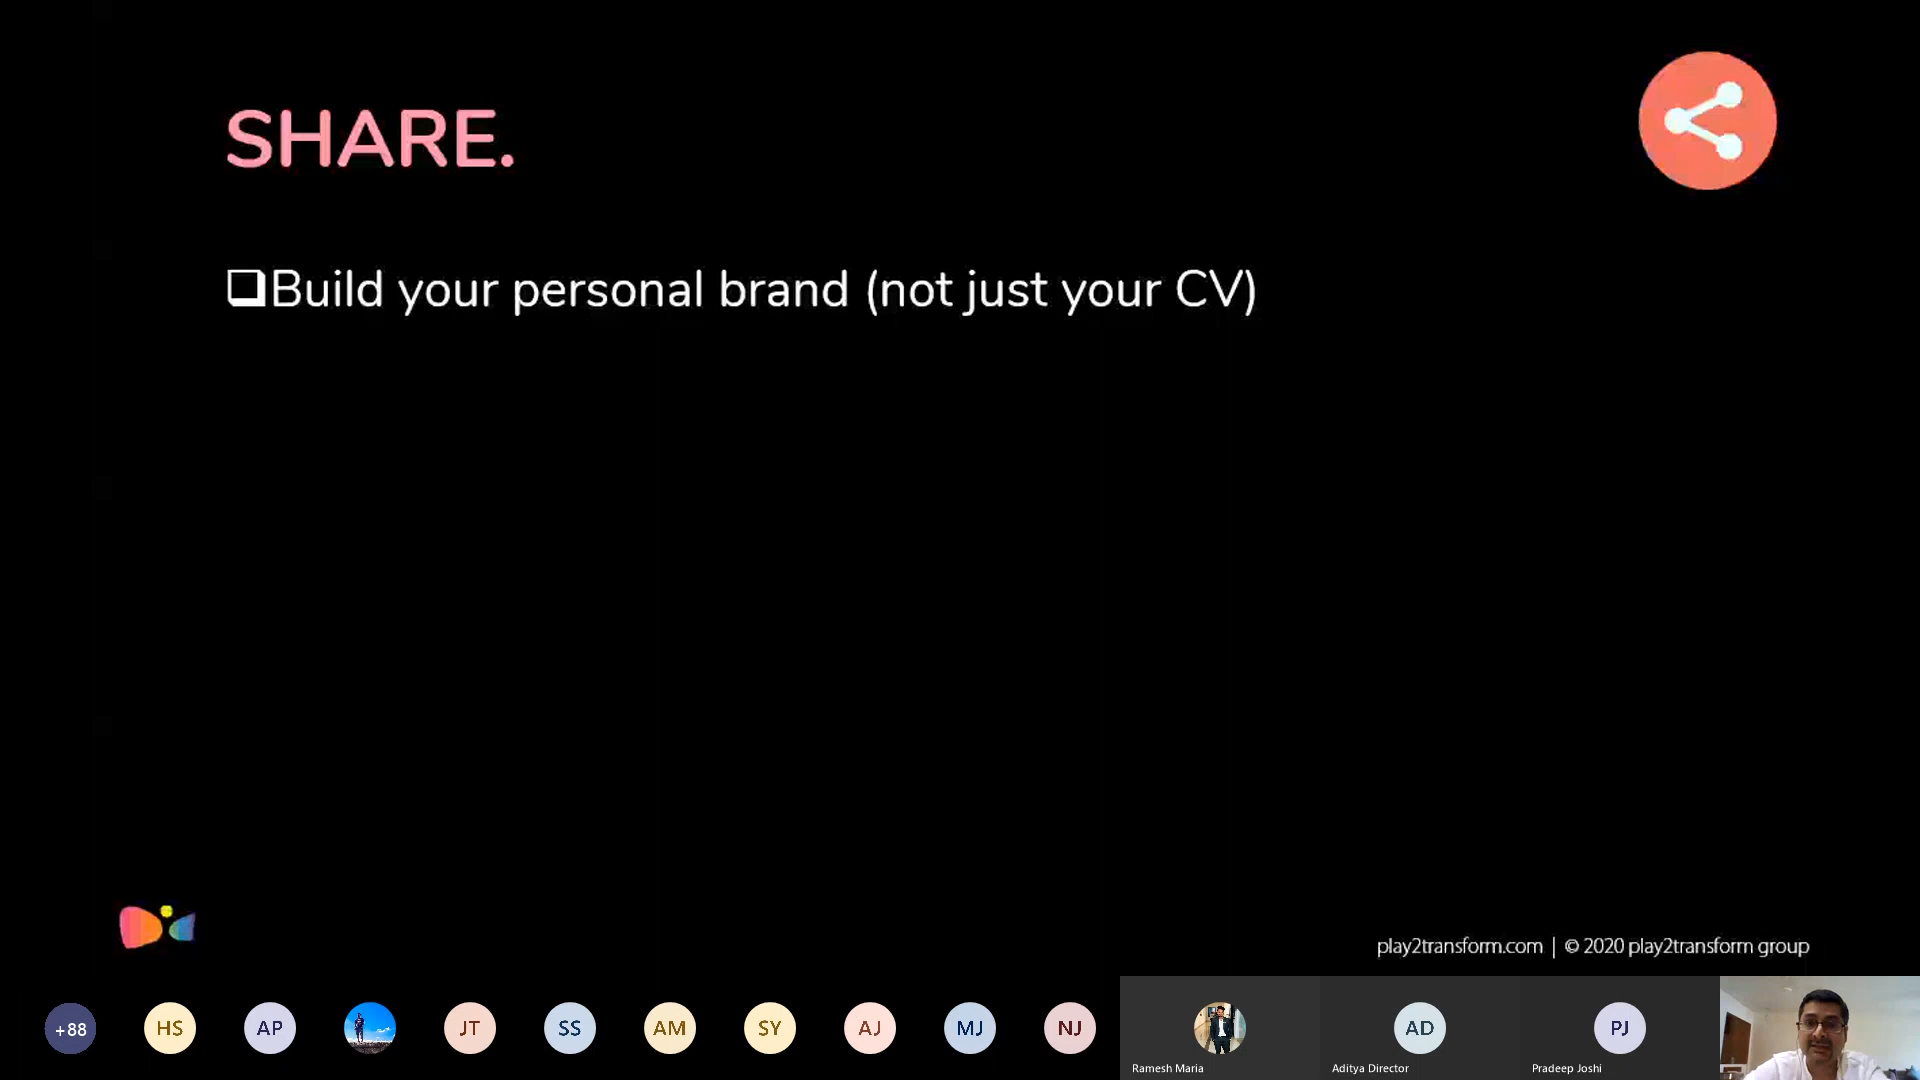 SHARE.
❑Build your personal brand (not just your CV)
play2transform.com | © 2020 play2transform group
+88 HS AP JT SS AM SY AJ MJ NJ AD PJ
Ramesh Maria Aditya Director Pradeep Joshi